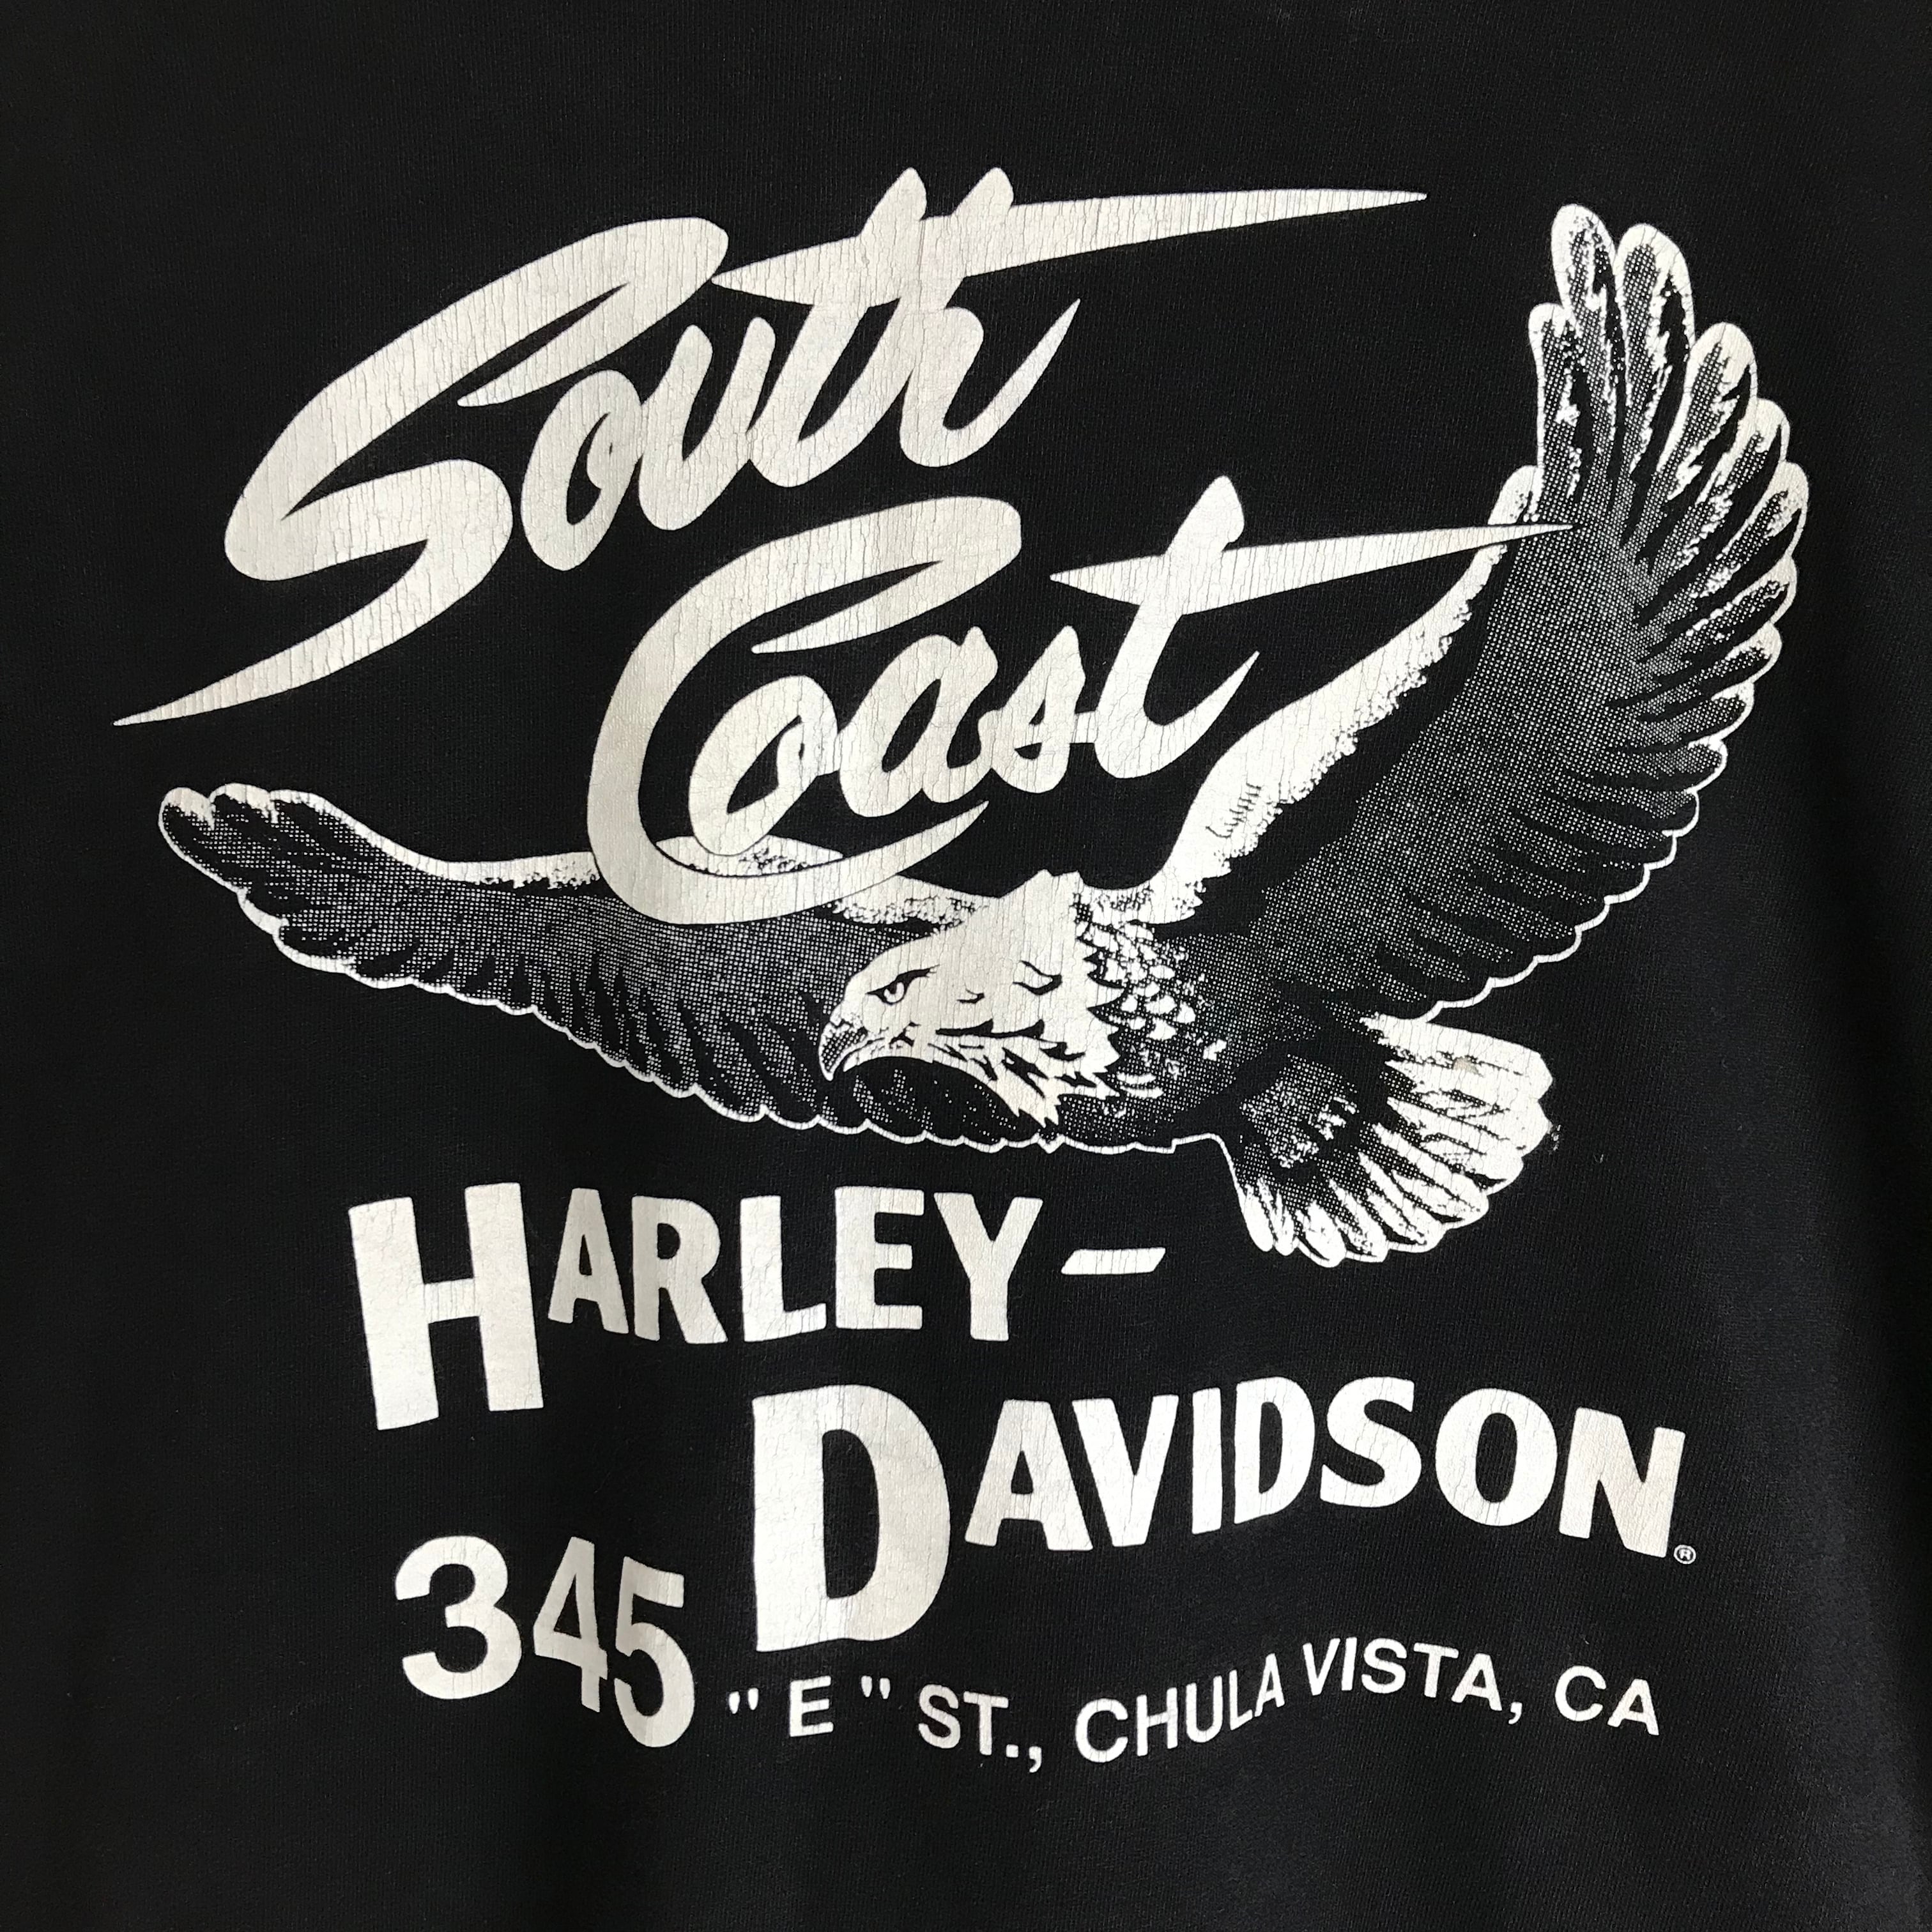 South
Coast
HARLEY-
DAVIDSON®
345 "E" ST., CHULA VISTA, CA